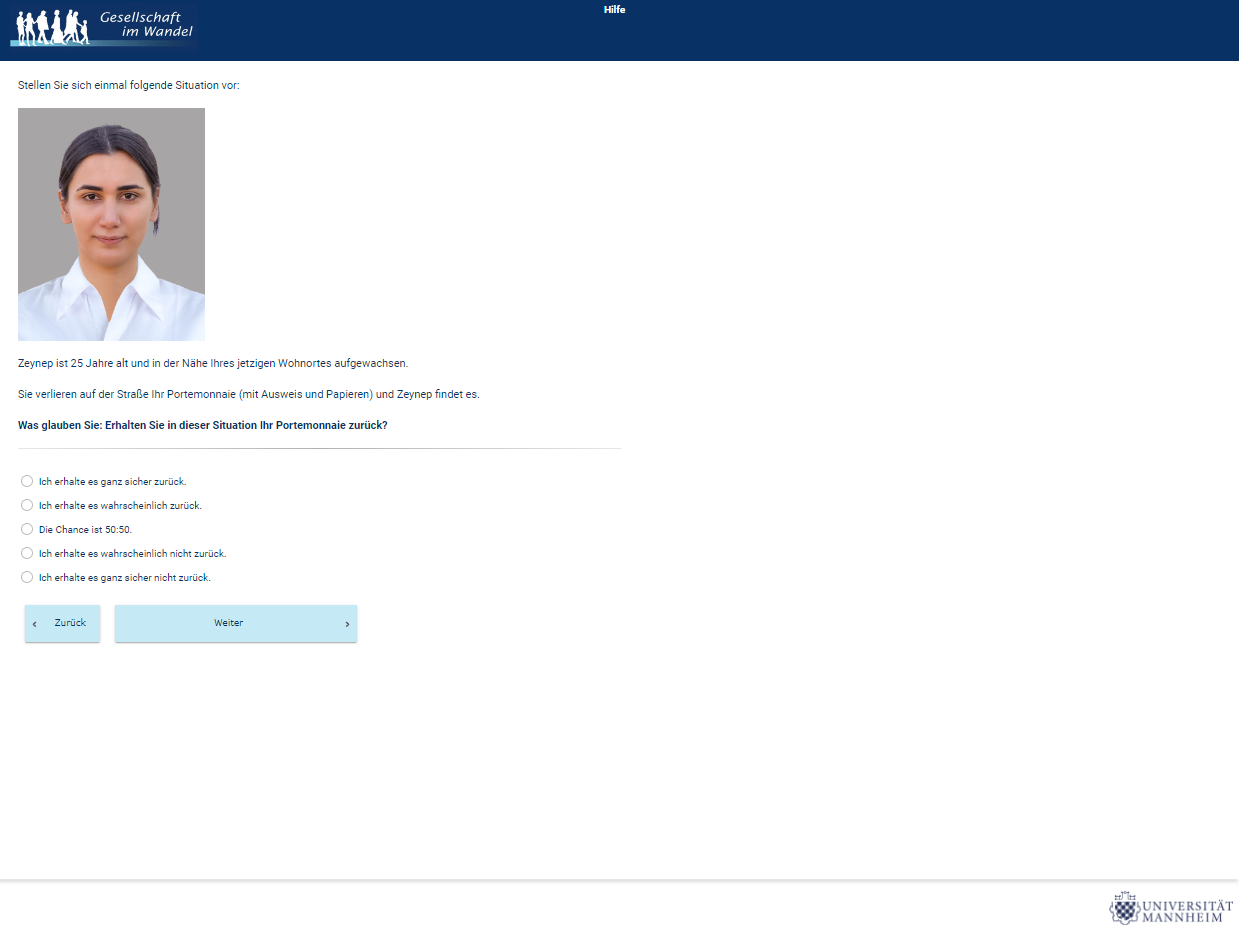 Gesellschaft
im Wandel
Hilfe
Stellen Sie sich einmal folgende Situation vor:
Zeynep ist 25 Jahre alt und in der Nähe Ihres jetzigen Wohnortes aufgewachsen.
Sie verlieren auf der Straße Ihr Portemonnaie (mit Ausweis und Papieren) und Zeynep findet es.
Was glauben Sie: Erhalten Sie in dieser Situation Ihr Portemonnaie zurück?
Ich erhalte es ganz sicher zurück.
Ich erhalte es wahrscheinlich zurück.
Die Chance ist 50:50.
Ich erhalte es wahrscheinlich nicht zurück.
Ich erhalte es ganz sicher nicht zurück.
‹ Zurück Weiter ›
UNIVERSITÄT
MANNHEIM